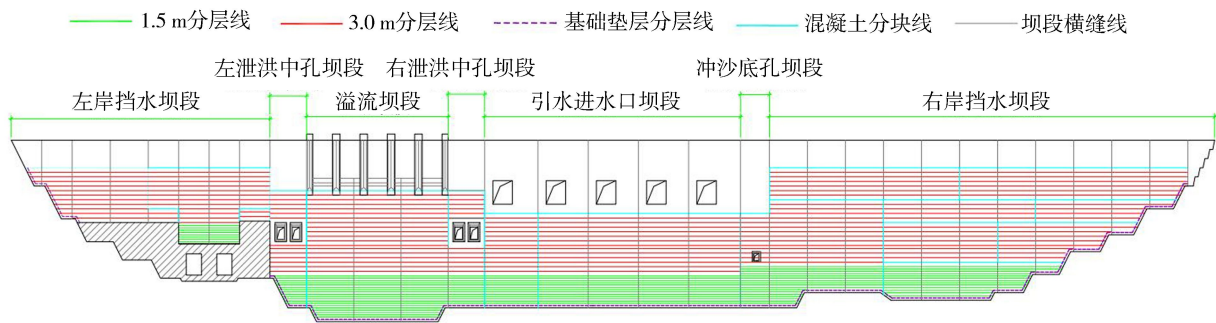 1.5 m分层线 3.0 m分层线 基础垫层分层线 混凝土分块线 坝段横缝线
左泄洪中孔坝段 右泄洪中孔坝段 冲沙底孔坝段
左岸挡水坝段 溢流坝段 引水进水口坝段 右岸挡水坝段